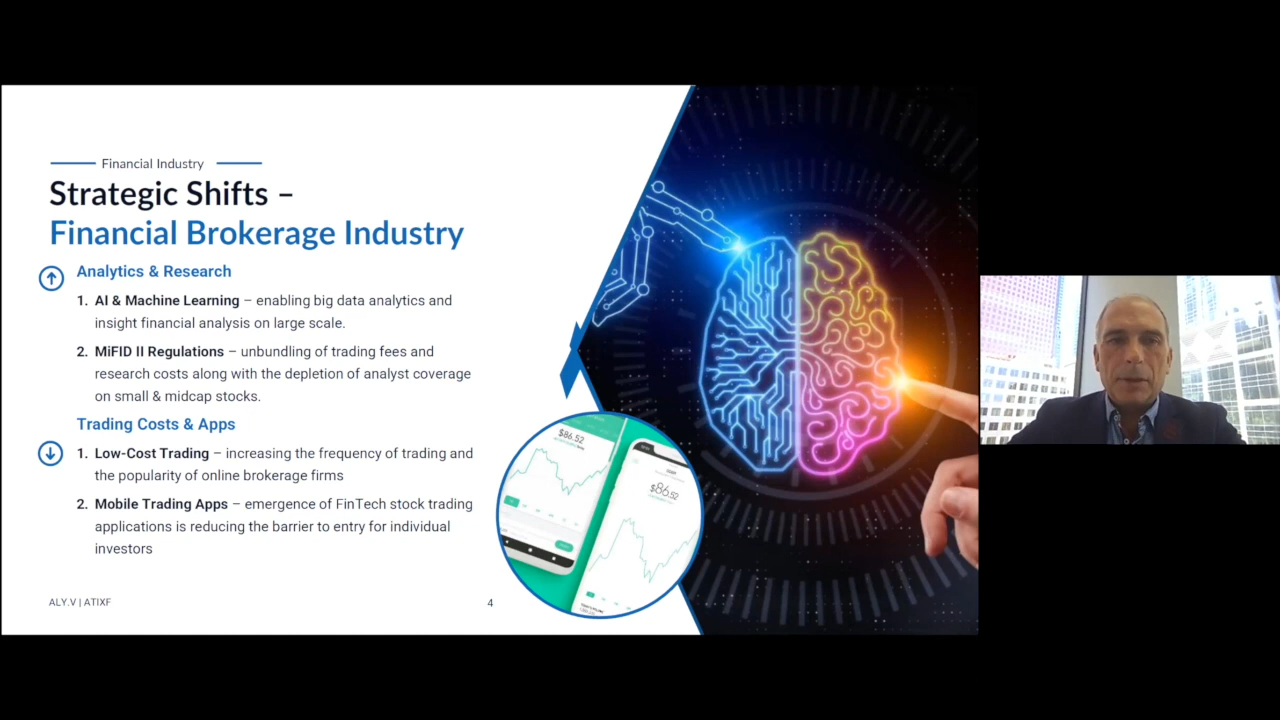 Financial Industry
Strategic Shifts –
Financial Brokerage Industry
Analytics & Research
1. AI & Machine Learning – enabling big data analytics and
insight financial analysis on large scale.
2. MiFID II Regulations – unbundling of trading fees and
research costs along with the depletion of analyst coverage
on small & midcap stocks.
Trading Costs & Apps
1. Low-Cost Trading – increasing the frequency of trading and
the popularity of online brokerage firms
2. Mobile Trading Apps – emergence of FinTech stock trading
applications is reducing the barrier to entry for individual
investors
$86.52
$86.52
ALY.V | ATIXF
4